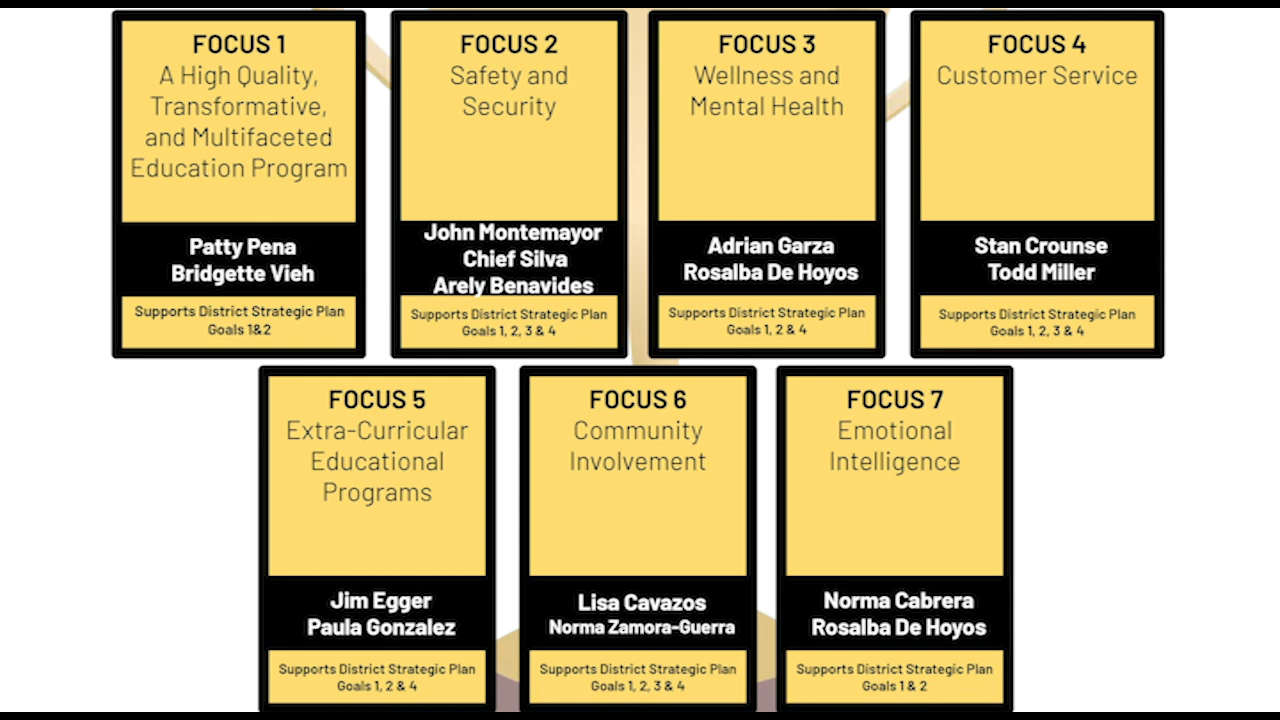 FOCUS 1
A High Quality,
Transformative,
and Multifaceted
Education Program
Patty Pena
Bridgette Vieh
Supports District Strategic Plan
Goals 1&2
FOCUS 2
Safety and
Security
John Montemayor
Chief Silva
Arely Benavides
Supports District Strategic Plan
Goals 1, 2, 3 & 4
FOCUS 3
Wellness and
Mental Health
Adrian Garza
Rosalba De Hoyos
Supports District Strategic Plan
Goals 1, 2 & 4
FOCUS 4
Customer Service
Stan Crounse
Todd Miller
Supports District Strategic Plan
Goals 1, 2, 3 & 4
FOCUS 5
Extra-Curricular
Educational
Programs
Jim Egger
Paula Gonzalez
Supports District Strategic Plan
Goals 1, 2 & 4
FOCUS 6
Community
Involvement
Lisa Cavazos
Norma Zamora-Guerra
Supports District Strategic Plan
Goals 1, 2, 3 & 4
FOCUS 7
Emotional
Intelligence
Norma Cabrera
Rosalba De Hoyos
Supports District Strategic Plan
Goals 1 & 2